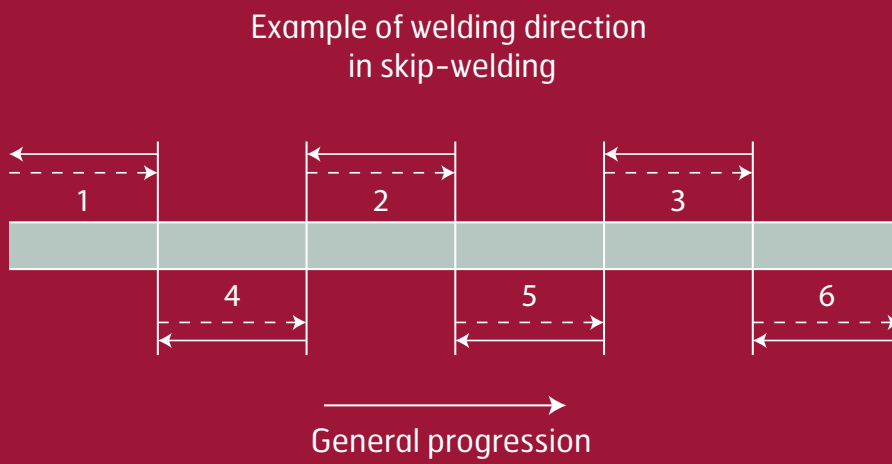 Example of welding direction
in skip-welding
1
2
3
4
5
6
General progression